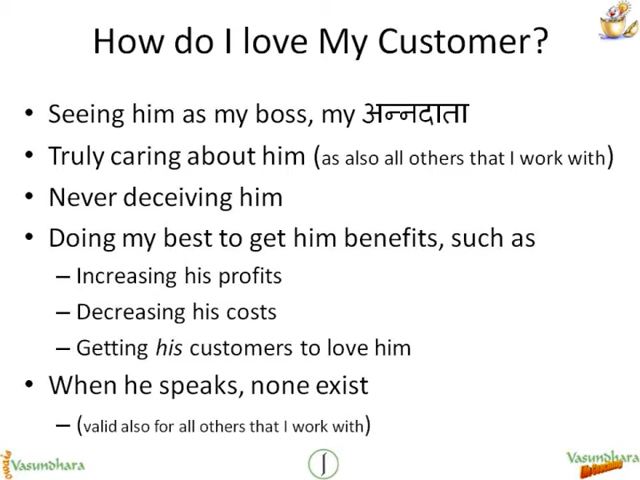 How do I love My Customer?
• Seeing him as my boss, my अन्नदाता
• Truly caring about him (as also all others that I work with)
• Never deceiving him
• Doing my best to get him benefits, such as
– Increasing his profits
– Decreasing his costs
– Getting his customers to love him
• When he speaks, none exist
– (valid also for all others that I work with)
Vasundhara
Vasundhara